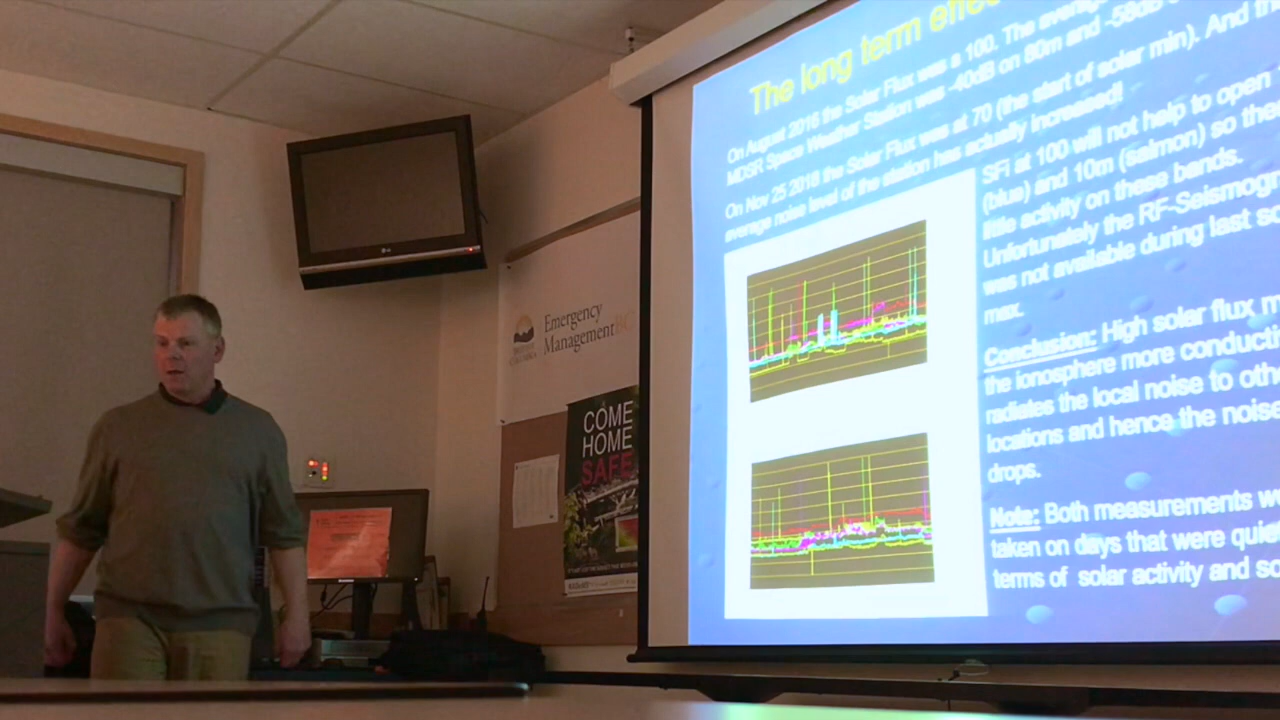 The long term effe
On August 2016 the Solar Flux was a 100. The average
MDSR Space Weather Station was -40dB on 80m and -58dB
On Nov 25 2016 the Solar Flux was at 70 (the start of solar min). And th
average noise level of the station has actually increased!
SFI at 100 will not help to open
(blue) and 10m (salmon) so ther
little activity on these bands.
Unfortunately the RF-Seismogr
was not available during last so
max.
Conclusion: High solar flux m
the ionosphere more conducti
radiates the local noise to oth
locations and hence the noise
drops.
Note: Both measurements we
taken on days that were quie
terms of solar activity and so
Emergency
ManagementBC
COME
HOME
SAFE
LG